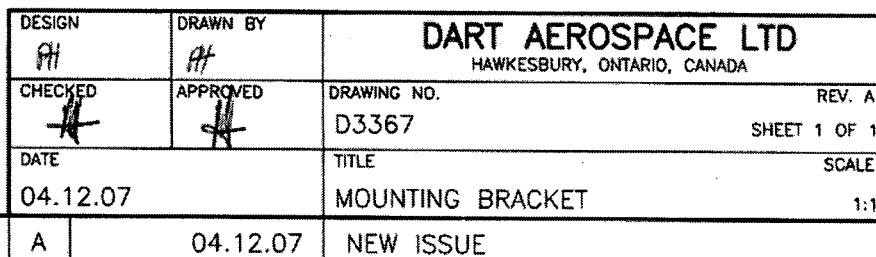 DESIGN
DRAWN BY
DART AEROSPACE LTD
HAWKESBURY, ONTARIO, CANADA
CHECKED
APPROVED
DRAWING NO.
REV. A
D3367
SHEET 1 OF 1
DATE
TITLE
SCALE
04.12.07
MOUNTING BRACKET
1:1
A
04.12.07
NEW ISSUE